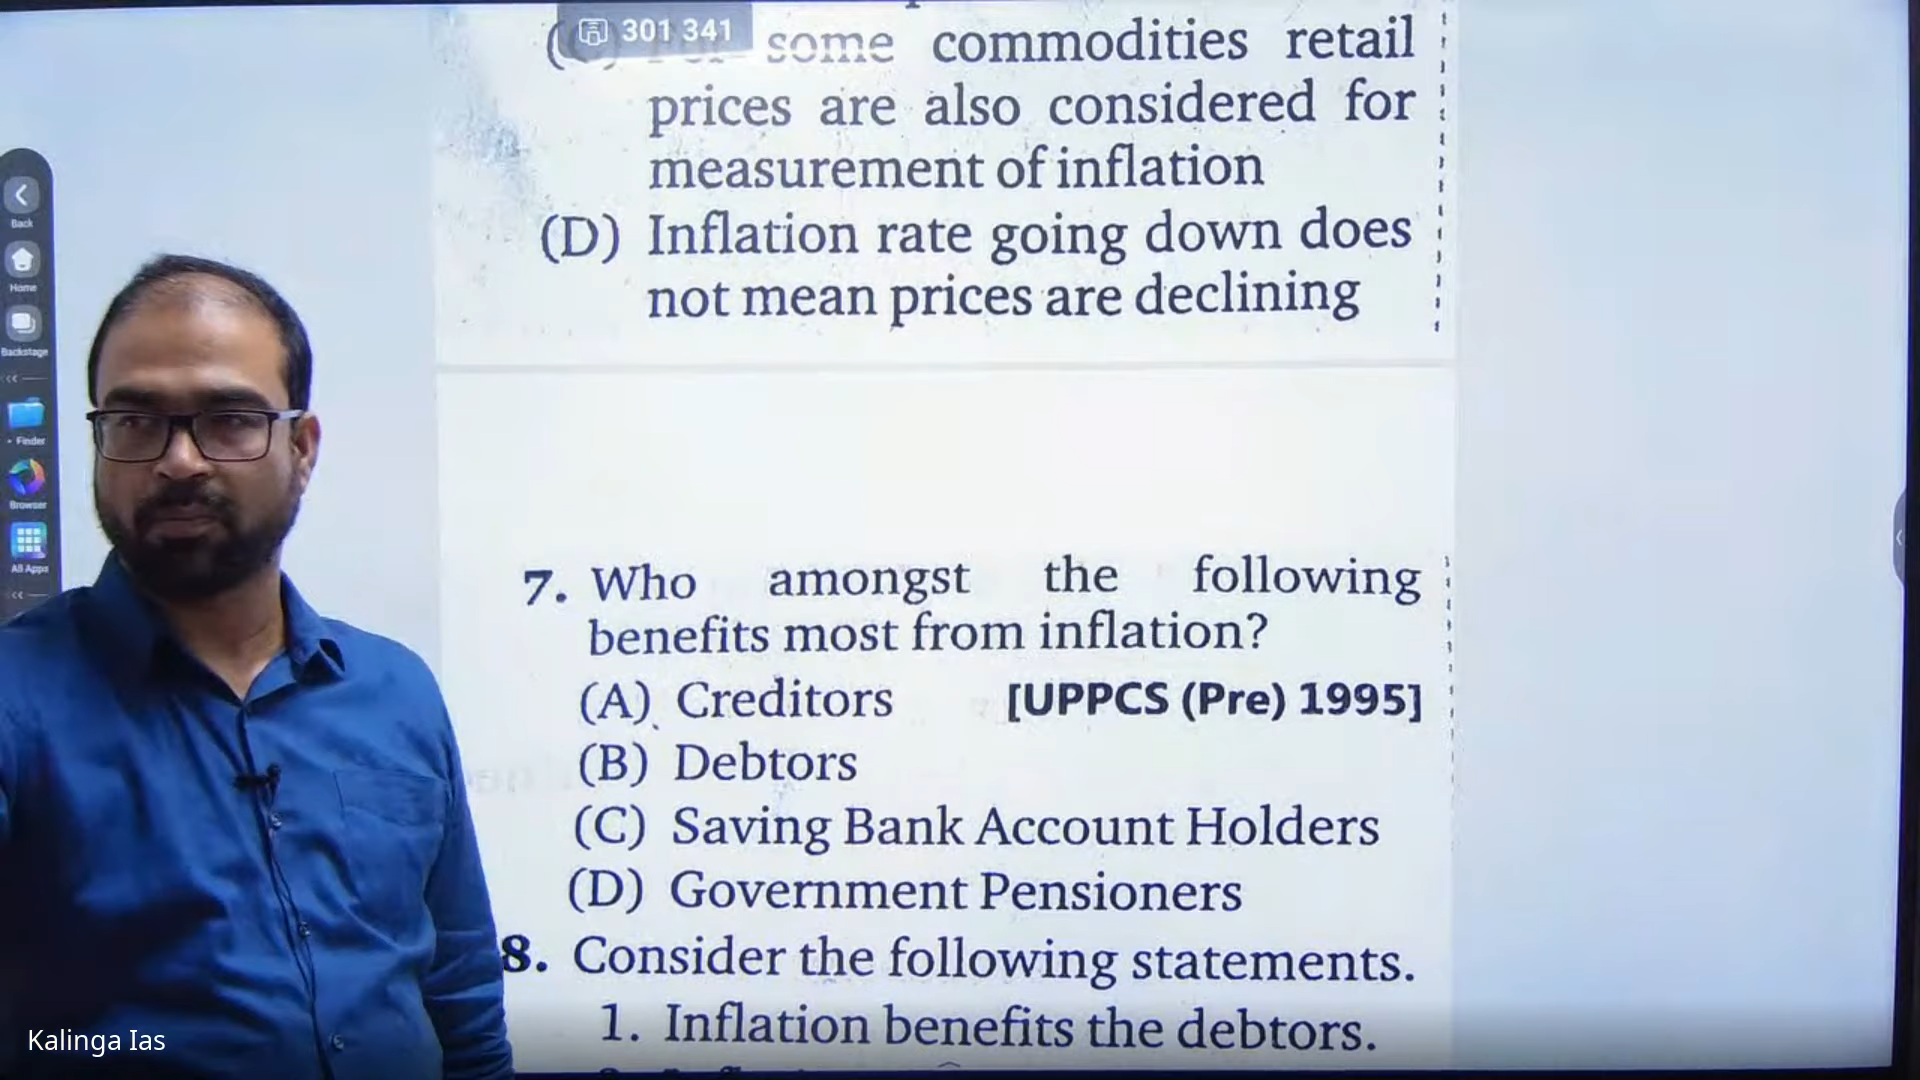 301 341
some commodities retail
prices are also considered for
measurement of inflation
(D) Inflation rate going down does
not mean prices are declining
Back
Home
Backstage
Finder
Browser
All Apps
7. Who amongst the following
benefits most from inflation?
(A) Creditors [UPPCS (Pre) 1995]
(B) Debtors
(C) Saving Bank Account Holders
(D) Government Pensioners
8. Consider the following statements.
1. Inflation benefits the debtors.
Kalinga Ias